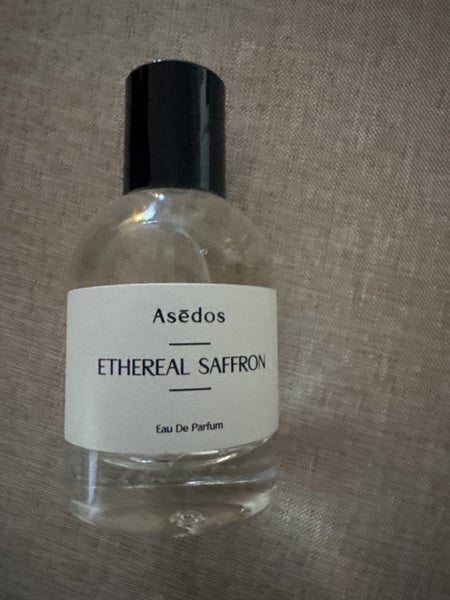 Asēdos
ETHEREAL SAFFRON
Eau De Parfum